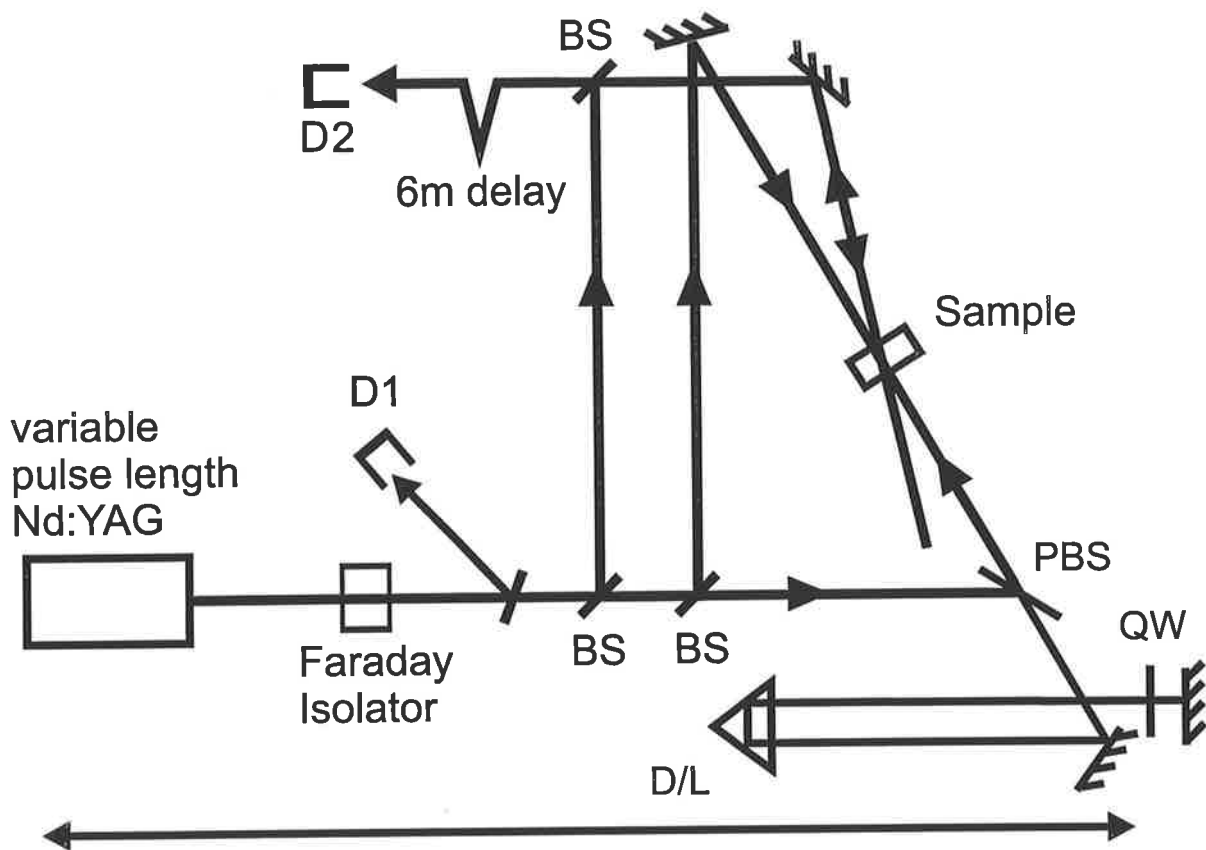 BS
D2
6m delay
Sample
D1
variable
pulse length
Nd:YAG
PBS
QW
Faraday
Isolator
BS
BS
D/L